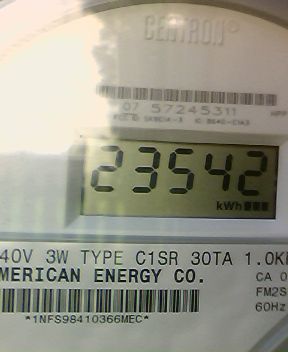 CENTRON®
07 57245311
23542
kWh
40V 3W TYPE C1SR 30TA 1.0K
MERICAN ENERGY CO.
CA 0
FM2S
60Hz
*1NFS98410366MEC*